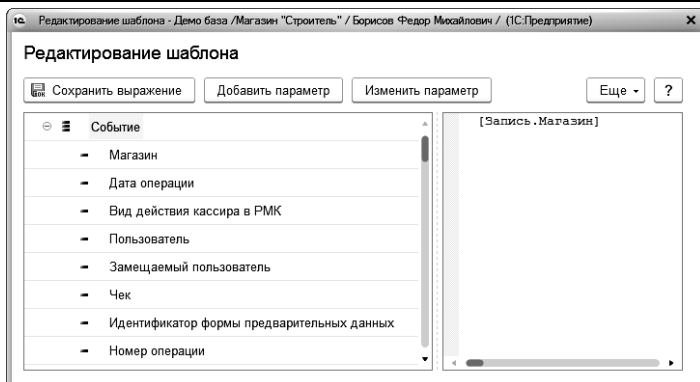 1С Редактирование шаблона - Демо база /Магазин "Строитель" / Борисов Федор Михайлович / (1С:Предприятие)
Редактирование шаблона
Сохранить выражение Добавить параметр Изменить параметр Еще ?
Событие
[Запись.Магазин]
Магазин
Дата операции
Вид действия кассира в РМК
Пользователь
Замещаемый пользователь
Чек
Идентификатор формы предварительных данных
Номер операции